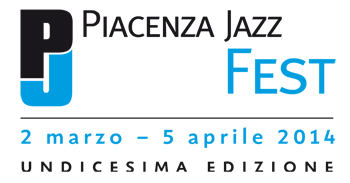 PJ
PIACENZA JAZZ
FEST
2 marzo – 5 aprile 2014
UNDICESIMA EDIZIONE